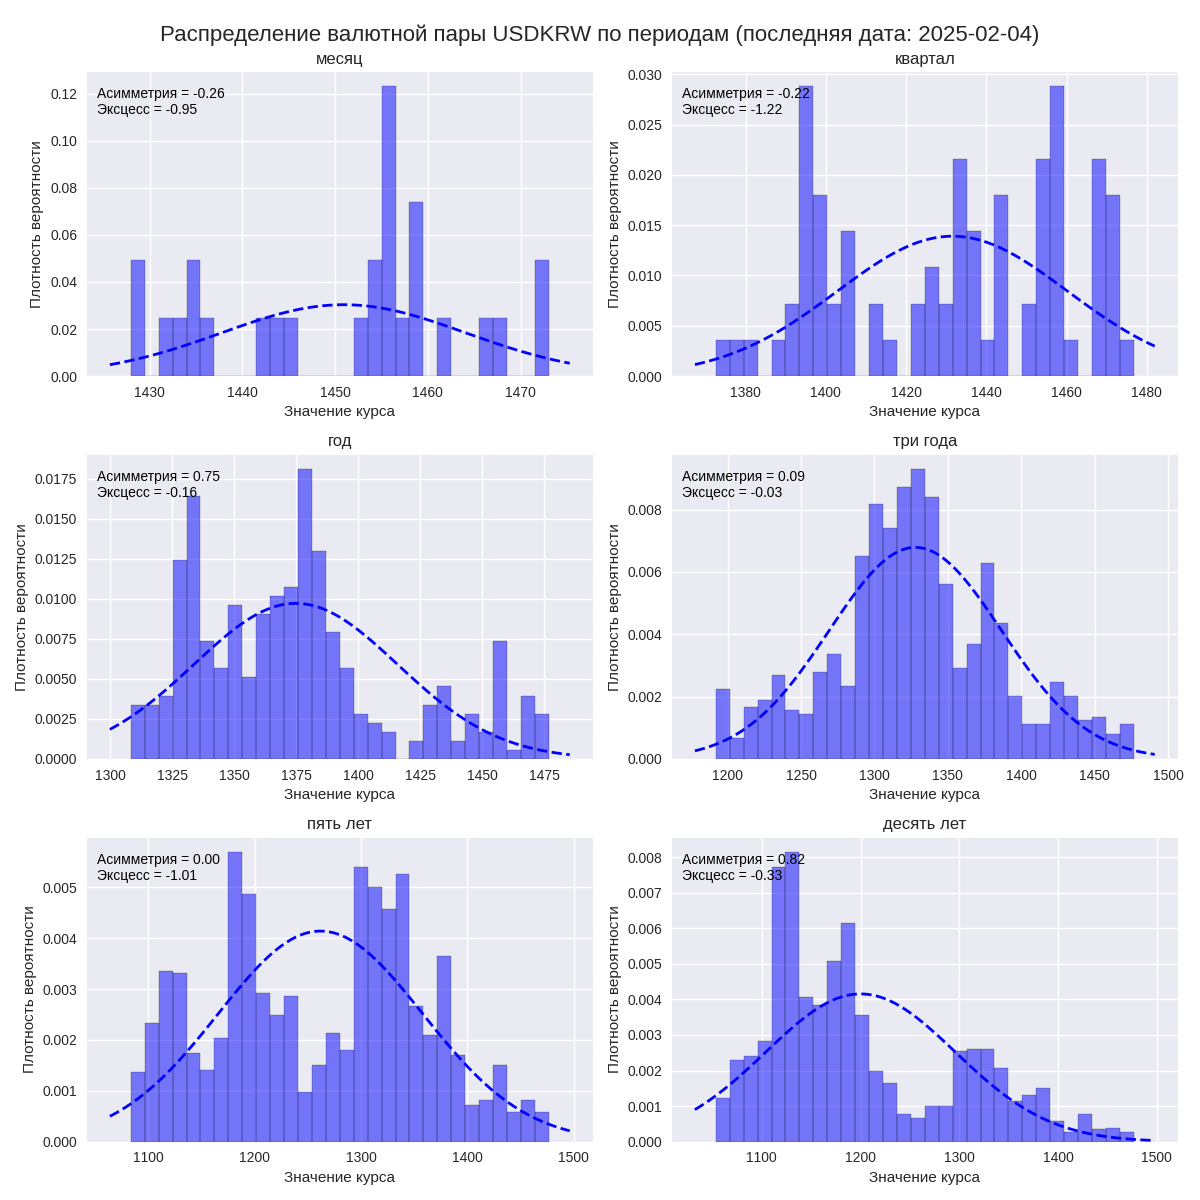 Распределение валютной пары USDKRW по периодам (последняя дата: 2025-02-04)
месяц
Асимметрия = -0.26
Эксцесс = -0.95
Плотность вероятности
0.12
0.10
0.08
0.06
0.04
0.02
0.00
1430 1440 1450 1460 1470
Значение курса
квартал
Асимметрия = -0.22
Эксцесс = -1.22
Плотность вероятности
0.030
0.025
0.020
0.015
0.010
0.005
0.000
1380 1400 1420 1440 1460 1480
Значение курса
год
Асимметрия = 0.75
Эксцесс = -0.16
Плотность вероятности
0.0175
0.0150
0.0125
0.0100
0.0075
0.0050
0.0025
0.0000
1300 1325 1350 1375 1400 1425 1450 1475
Значение курса
три года
Асимметрия = 0.09
Эксцесс = -0.03
Плотность вероятности
0.008
0.006
0.004
0.002
0.000
1200 1250 1300 1350 1400 1450 1500
Значение курса
пять лет
Асимметрия = 0.00
Эксцесс = -1.01
Плотность вероятности
0.005
0.004
0.003
0.002
0.001
0.000
1100 1200 1300 1400 1500
Значение курса
десять лет
Асимметрия = 0.82
Эксцесс = -0.33
Плотность вероятности
0.008
0.007
0.006
0.005
0.004
0.003
0.002
0.001
0.000
1100 1200 1300 1400 1500
Значение курса